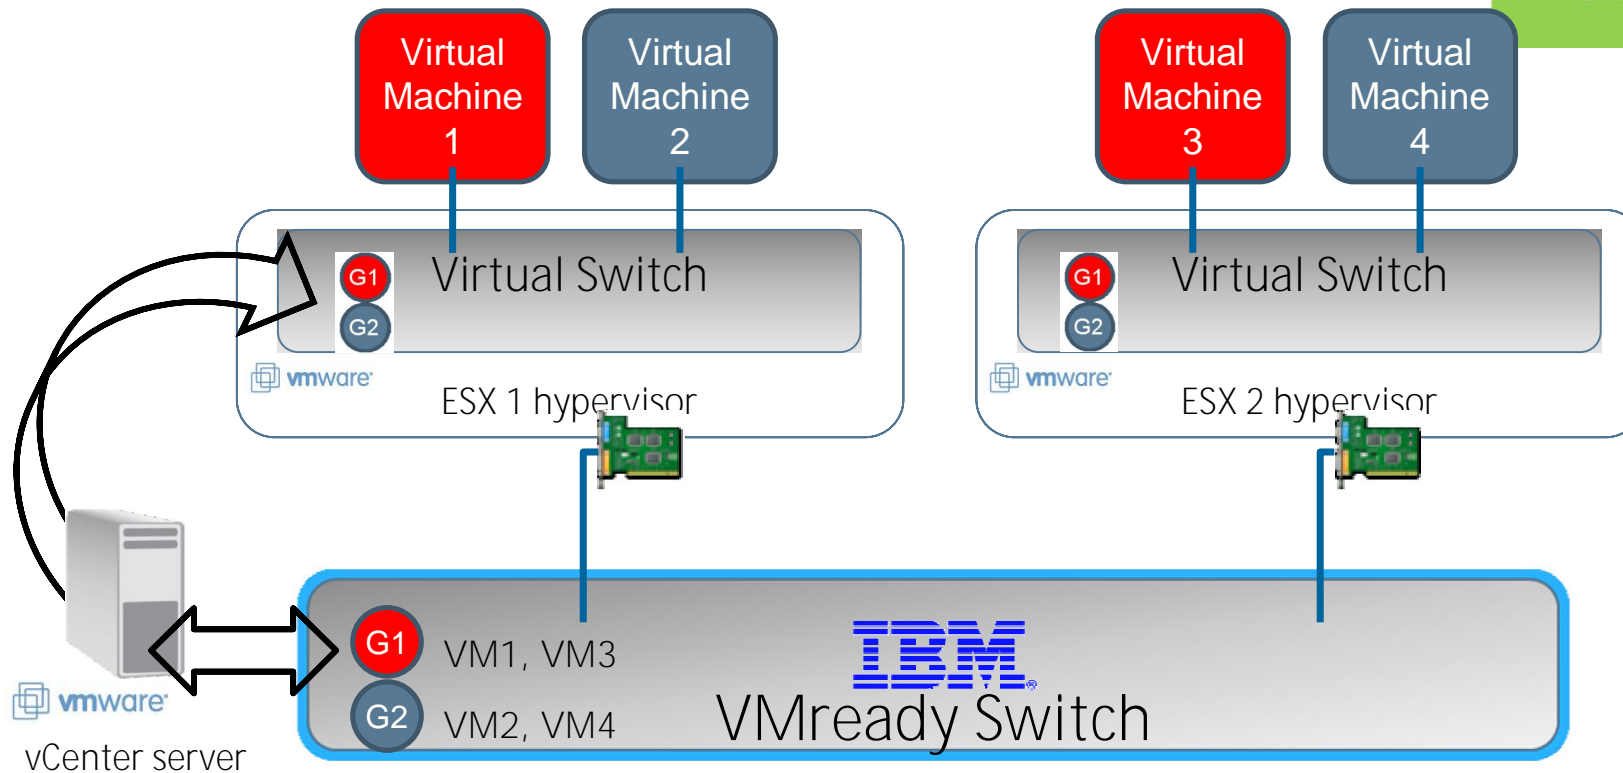 Virtual Machine 1
Virtual Machine 2
Virtual Machine 3
Virtual Machine 4
G1
G2
Virtual Switch
G1
G2
Virtual Switch
vmware
ESX 1 hypervisor
vmware
ESX 2 hypervisor
G1 VM1, VM3
G2 VM2, VM4
IBM®
VMready Switch
vmware
vCenter server